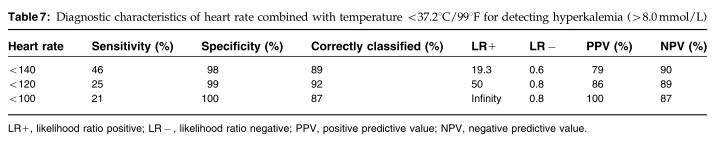 Table 7: Diagnostic characteristics of heart rate combined with temperature <37.2°C/99°F for detecting hyperkalemia (>8.0 mmol/L)
Heart rate Sensitivity (%) Specificity (%) Correctly classified (%) LR+ LR− PPV (%) NPV (%)
<140 46 98 89 19.3 0.6 79 90
<120 25 99 92 50 0.8 86 89
<100 21 100 87 Infinity 0.8 100 87
LR+, likelihood ratio positive; LR−, likelihood ratio negative; PPV, positive predictive value; NPV, negative predictive value.